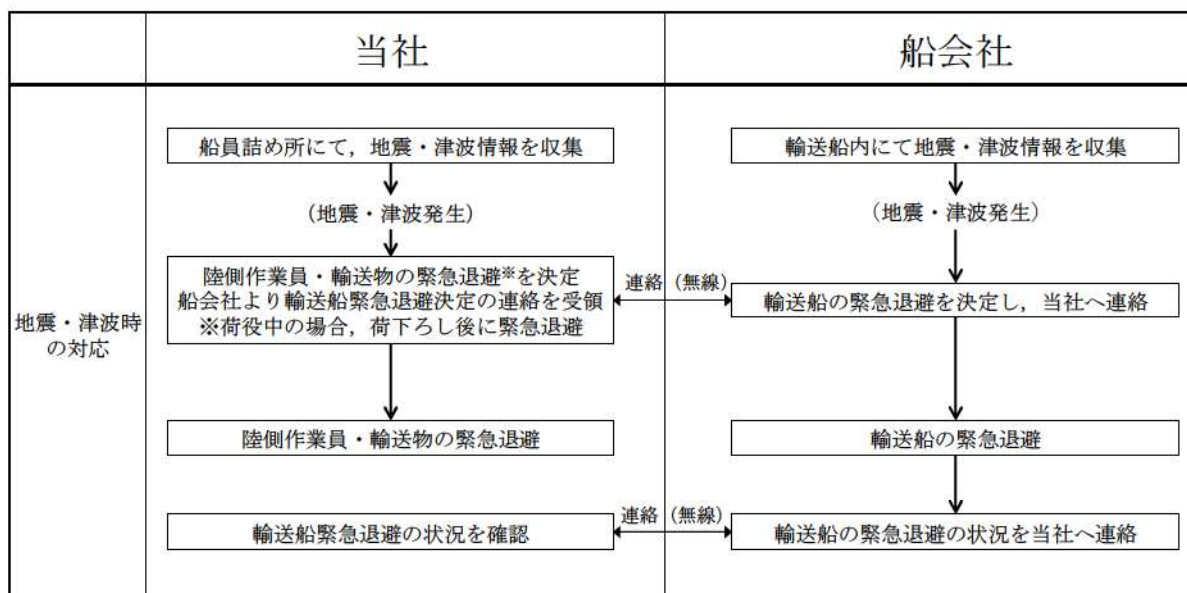 当社
船会社
地震・津波時
の対応
船員詰め所にて，地震・津波情報を収集
（地震・津波発生）
陸側作業員・輸送物の緊急退避※を決定
船会社より輸送船緊急退避決定の連絡を受領
※荷役中の場合，荷下ろし後に緊急退避
陸側作業員・輸送物の緊急退避
輸送船緊急退避の状況を確認
連絡（無線）
連絡（無線）
輸送船内にて地震・津波情報を収集
（地震・津波発生）
輸送船の緊急退避を決定し，当社へ連絡
輸送船の緊急退避
輸送船の緊急退避の状況を当社へ連絡